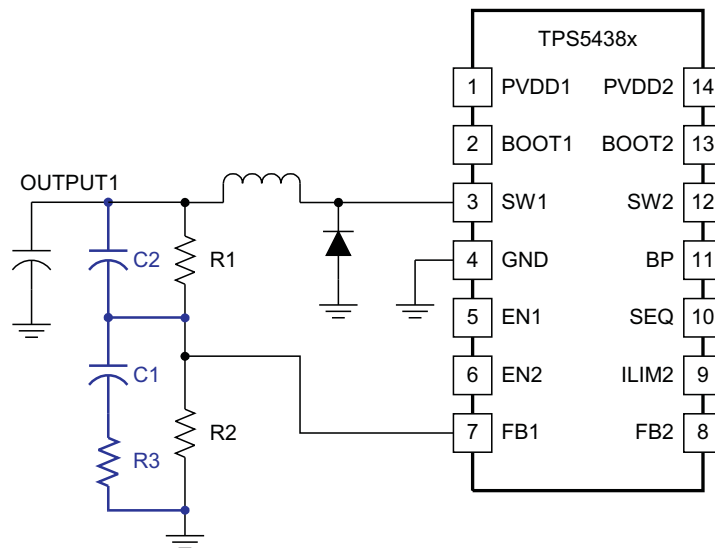 TPS5438x
1 PVDD1 PVDD2 14
2 BOOT1 BOOT2 13
OUTPUT1
3 SW1 SW2 12
C2
R1
4 GND BP 11
5 EN1 SEQ 10
C1
6 EN2 ILIM2 9
R2
7 FB1 FB2 8
R3